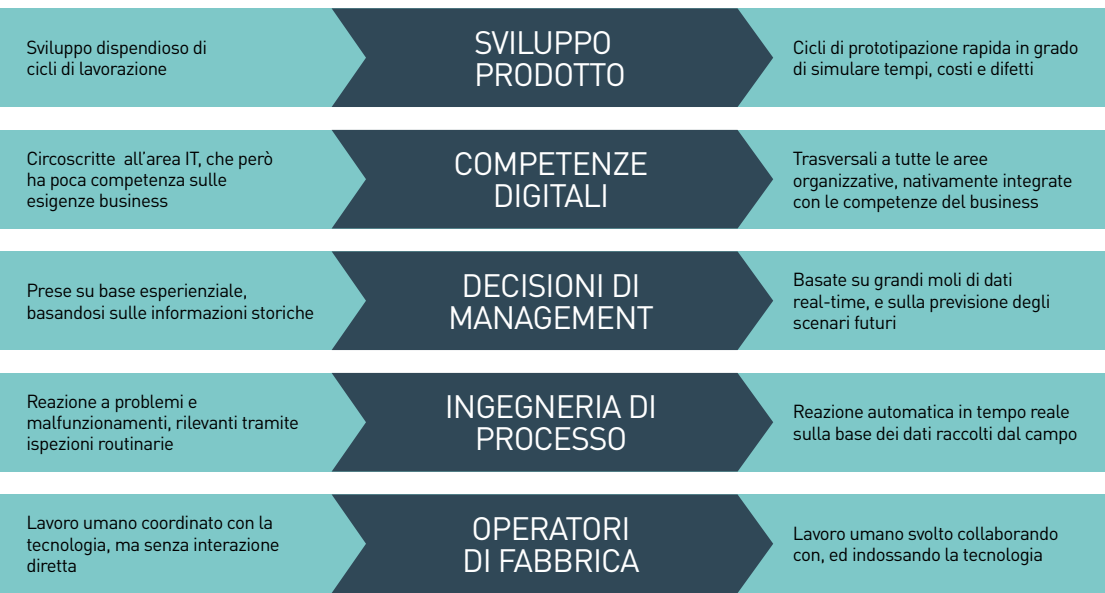 Sviluppo dispendioso di
cicli di lavorazione
SVILUPPO
PRODOTTO
Cicli di prototipazione rapida in grado
di simulare tempi, costi e difetti
Circoscritte all'area IT, che però
ha poca competenza sulle
esigenze business
COMPETENZE
DIGITALI
Trasversali a tutte le aree
organizzative, nativamente integrate
con le competenze del business
Prese su base esperienziale,
basandosi sulle informazioni storiche
DECISIONI DI
MANAGEMENT
Basate su grandi moli di dati
real-time, e sulla previsione degli
scenari futuri
Reazione a problemi e
malfunzionamenti, rilevanti tramite
ispezioni routinarie
INGEGNERIA DI
PROCESSO
Reazione automatica in tempo reale
sulla base dei dati raccolti dal campo
Lavoro umano coordinato con la
tecnologia, ma senza interazione
diretta
OPERATORI
DI FABBRICA
Lavoro umano svolto collaborando
con, ed indossando la tecnologia